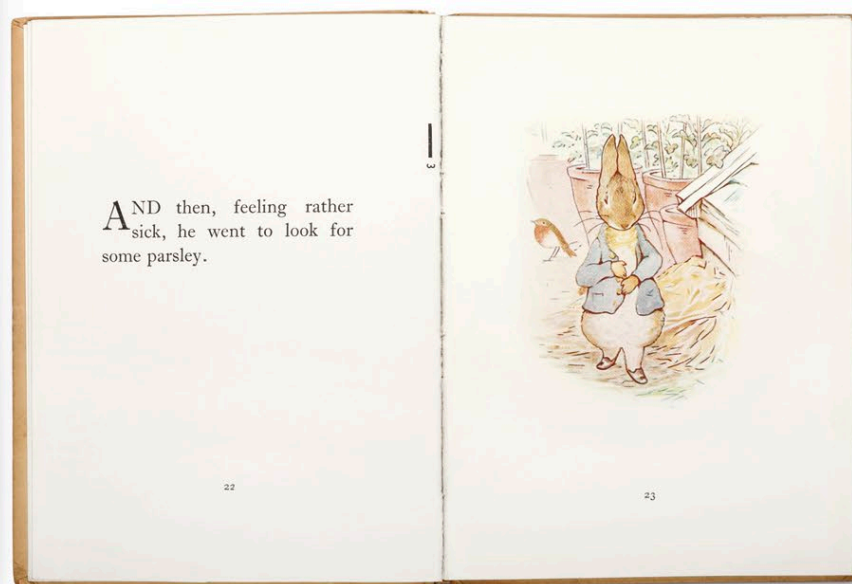 AND then, feeling rather
sick, he went to look for
some parsley.
22
3
23